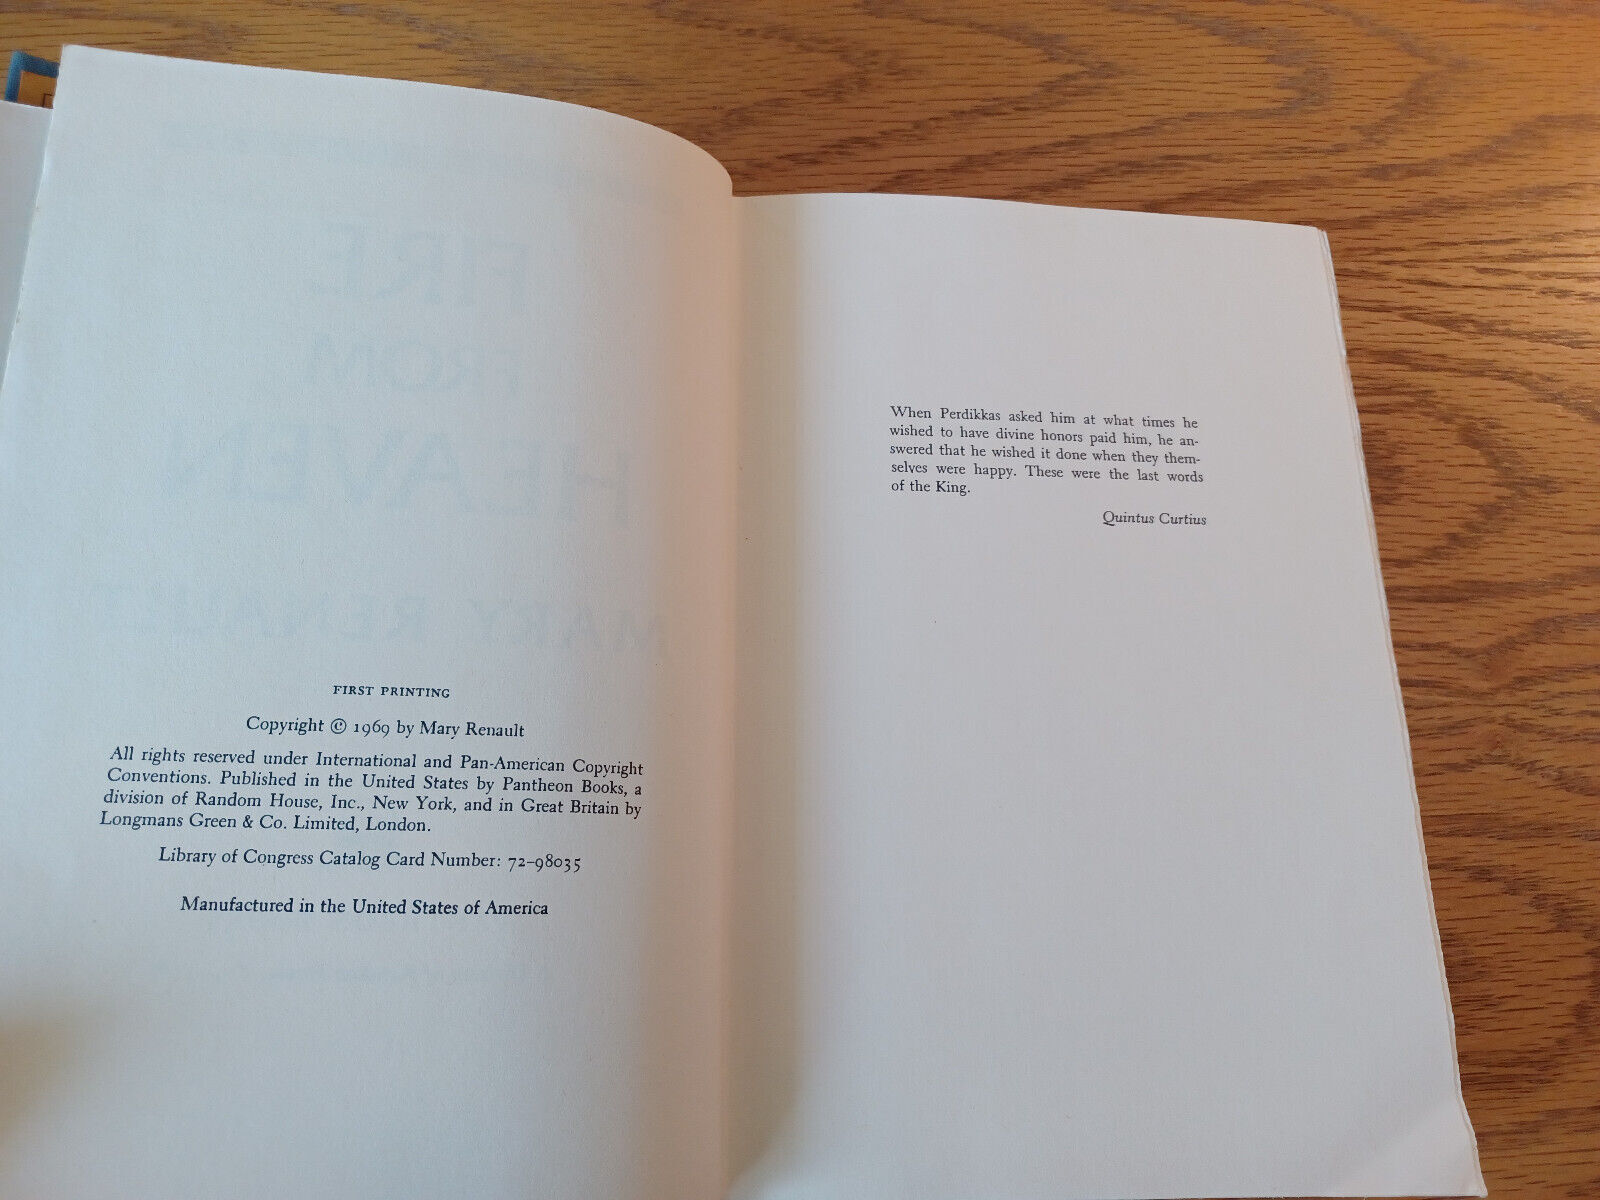 FIRST PRINTING
Copyright © 1969 by Mary Renault
All rights reserved under International and Pan-American Copyright
Conventions. Published in the United States by Pantheon Books, a
division of Random House, Inc., New York, and in Great Britain by
Longmans Green & Co. Limited, London.
Library of Congress Catalog Card Number: 72-98035
Manufactured in the United States of America
When Perdikkas asked him at what times he
wished to have divine honors paid him, he an-
swered that he wished it done when they them-
selves were happy. These were the last words
of the King.
Quintus Curtius